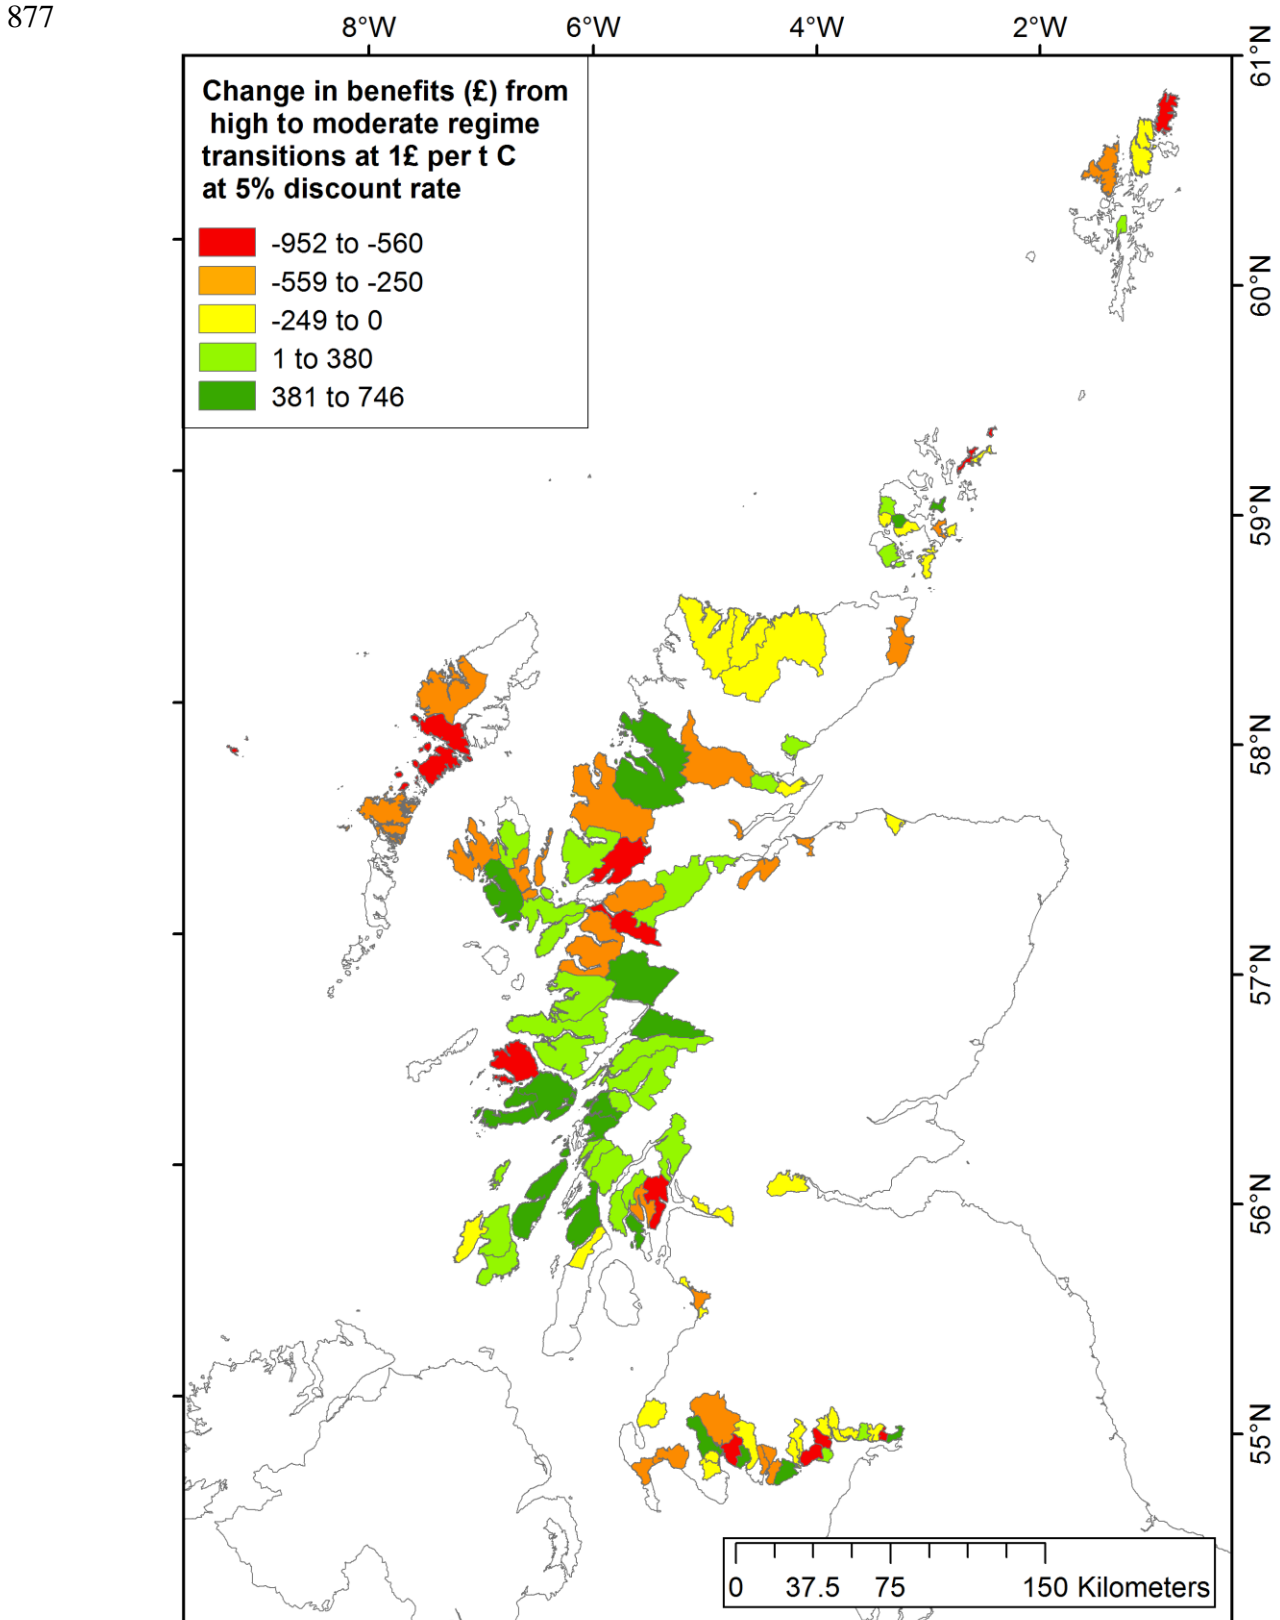 877
8°W 6°W 4°W 2°W
61°N
Change in benefits (£) from
high to moderate regime
transitions at 1£ per t C
at 5% discount rate
-952 to -560
-559 to -250
-249 to 0
1 to 380
381 to 746
60°N
59°N
58°N
57°N
56°N
55°N
0 37.5 75 150 Kilometers